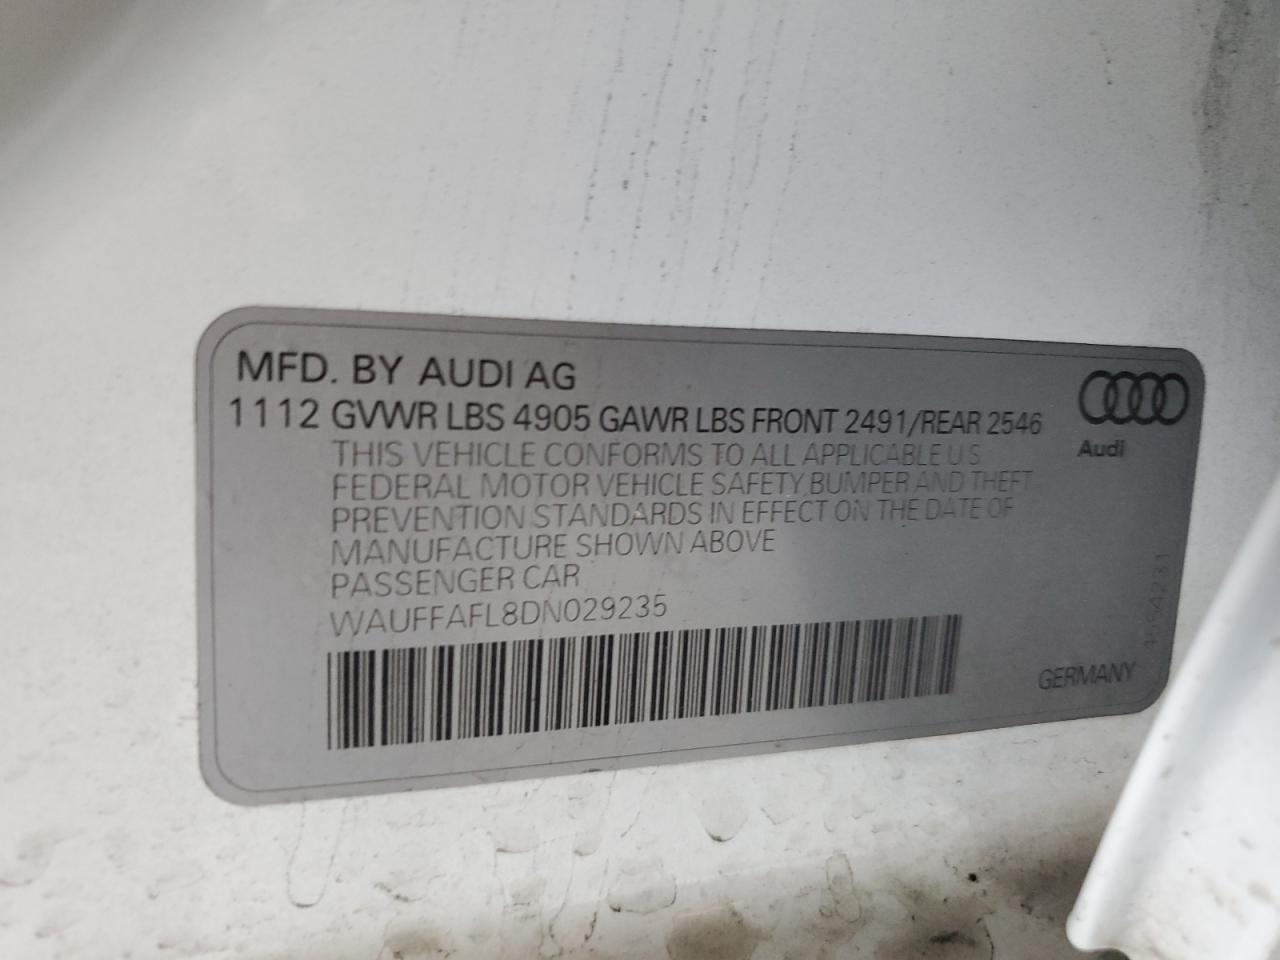 MFD. BY AUDI AG
1112 GVWR LBS 4905 GAWR LBS FRONT 2491/REAR 2546
Audi
THIS VEHICLE CONFORMS TO ALL APPLICABLE U S
FEDERAL MOTOR VEHICLE SAFETY, BUMPER AND THEFT
PREVENTION STANDARDS IN EFFECT ON THE DATE OF
MANUFACTURE SHOWN ABOVE
PASSENGER CAR
WAUFFAFL8DN029235
GERMANY